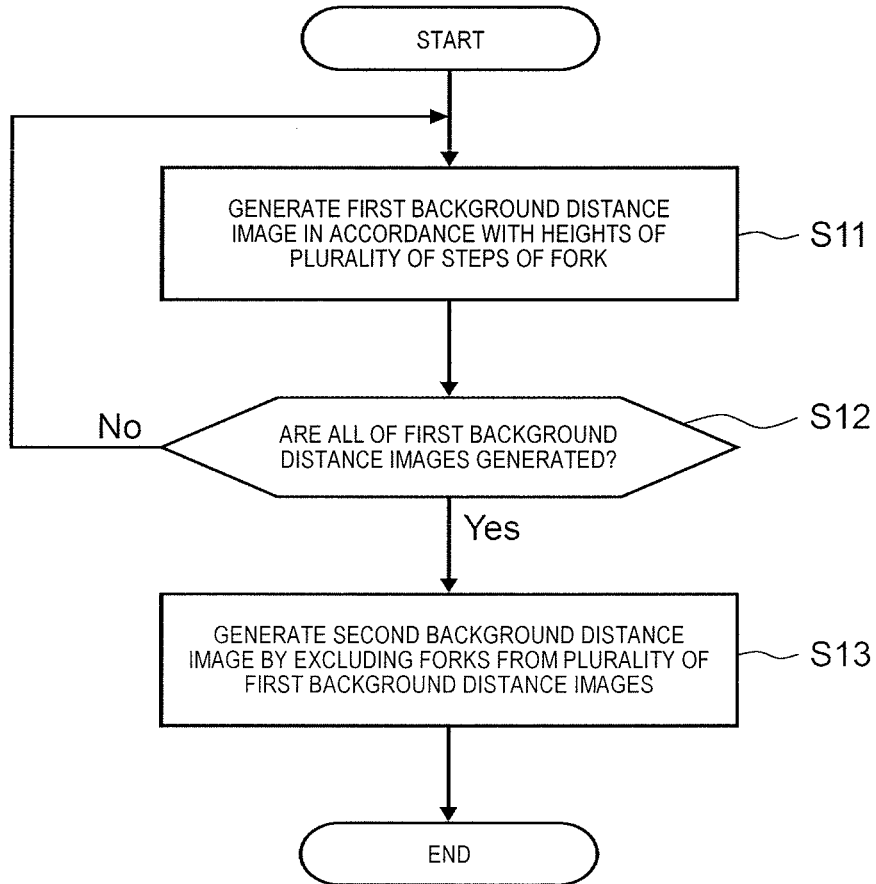 START
GENERATE FIRST BACKGROUND DISTANCE
IMAGE IN ACCORDANCE WITH HEIGHTS OF
PLURALITY OF STEPS OF FORK
S11
No
ARE ALL OF FIRST BACKGROUND
DISTANCE IMAGES GENERATED?
S12
Yes
GENERATE SECOND BACKGROUND DISTANCE
IMAGE BY EXCLUDING FORKS FROM PLURALITY OF
FIRST BACKGROUND DISTANCE IMAGES
S13
END